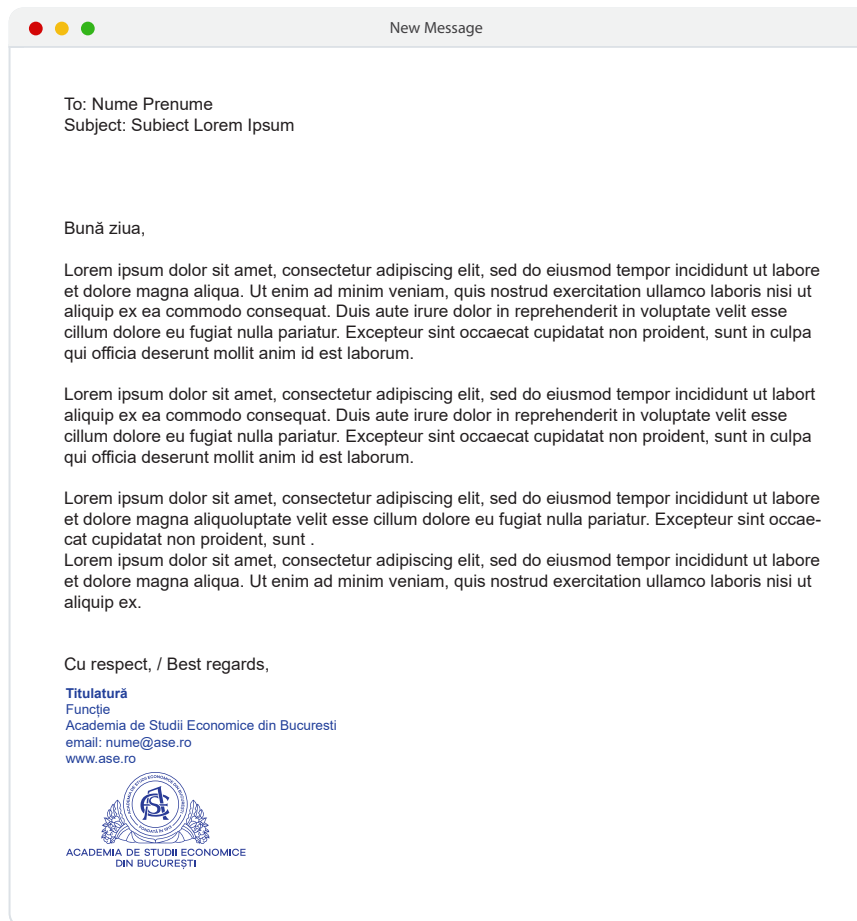 New Message
To: Nume Prenume
Subject: Subiect Lorem Ipsum
Bună ziua,
Lorem ipsum dolor sit amet, consectetur adipiscing elit, sed do eiusmod tempor incididunt ut labore
et dolore magna aliqua. Ut enim ad minim veniam, quis nostrud exercitation ullamco laboris nisi ut
aliquip ex ea commodo consequat. Duis aute irure dolor in reprehenderit in voluptate velit esse
cillum dolore eu fugiat nulla pariatur. Excepteur sint occaecat cupidatat non proident, sunt in culpa
qui officia deserunt mollit anim id est laborum.
Lorem ipsum dolor sit amet, consectetur adipiscing elit, sed do eiusmod tempor incididunt ut labort
aliquip ex ea commodo consequat. Duis aute irure dolor in reprehenderit in voluptate velit esse
cillum dolore eu fugiat nulla pariatur. Excepteur sint occaecat cupidatat non proident, sunt in culpa
qui officia deserunt mollit anim id est laborum.
Lorem ipsum dolor sit amet, consectetur adipiscing elit, sed do eiusmod tempor incididunt ut labore
et dolore magna aliquoluptate velit esse cillum dolore eu fugiat nulla pariatur. Excepteur sint occae-
cat cupidatat non proident, sunt .
Lorem ipsum dolor sit amet, consectetur adipiscing elit, sed do eiusmod tempor incididunt ut labore
et dolore magna aliqua. Ut enim ad minim veniam, quis nostrud exercitation ullamco laboris nisi ut
aliquip ex.
Cu respect, / Best regards,
Titulatură
Funcție
Academia de Studii Economice din Bucuresti
email: nume@ase.ro
www.ase.ro
ACADEMIA DE STUDII ECONOMICE DIN BUCUREȘTI
FONDATĂ ÎN 1913
ACADEMIA DE STUDII ECONOMICE
DIN BUCUREȘTI